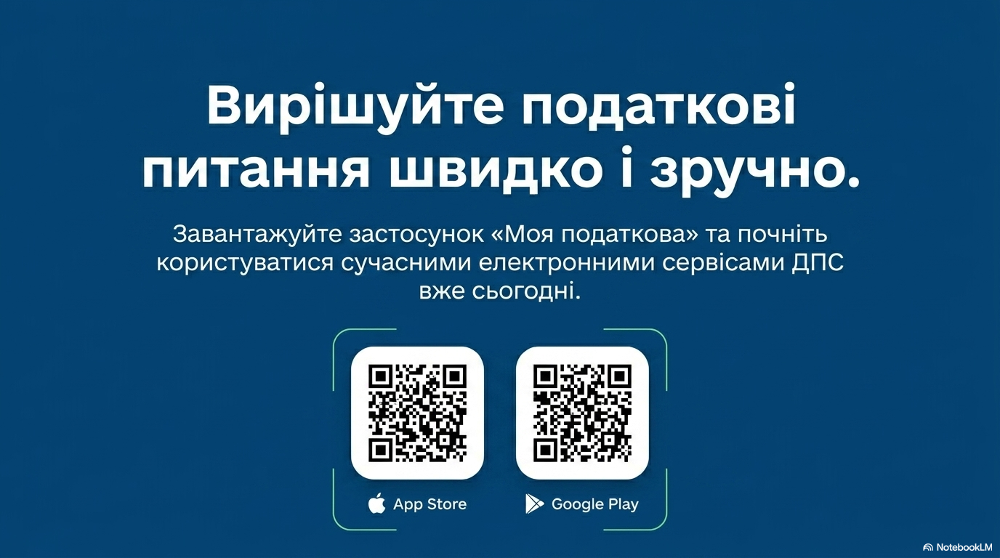 Вирішуйте податкові
питання швидко і зручно.
Завантажуйте застосунок «Моя податкова» та почніть
користуватися сучасними електронними сервісами ДПС
вже сьогодні.
App Store
Google Play
NotebookLM